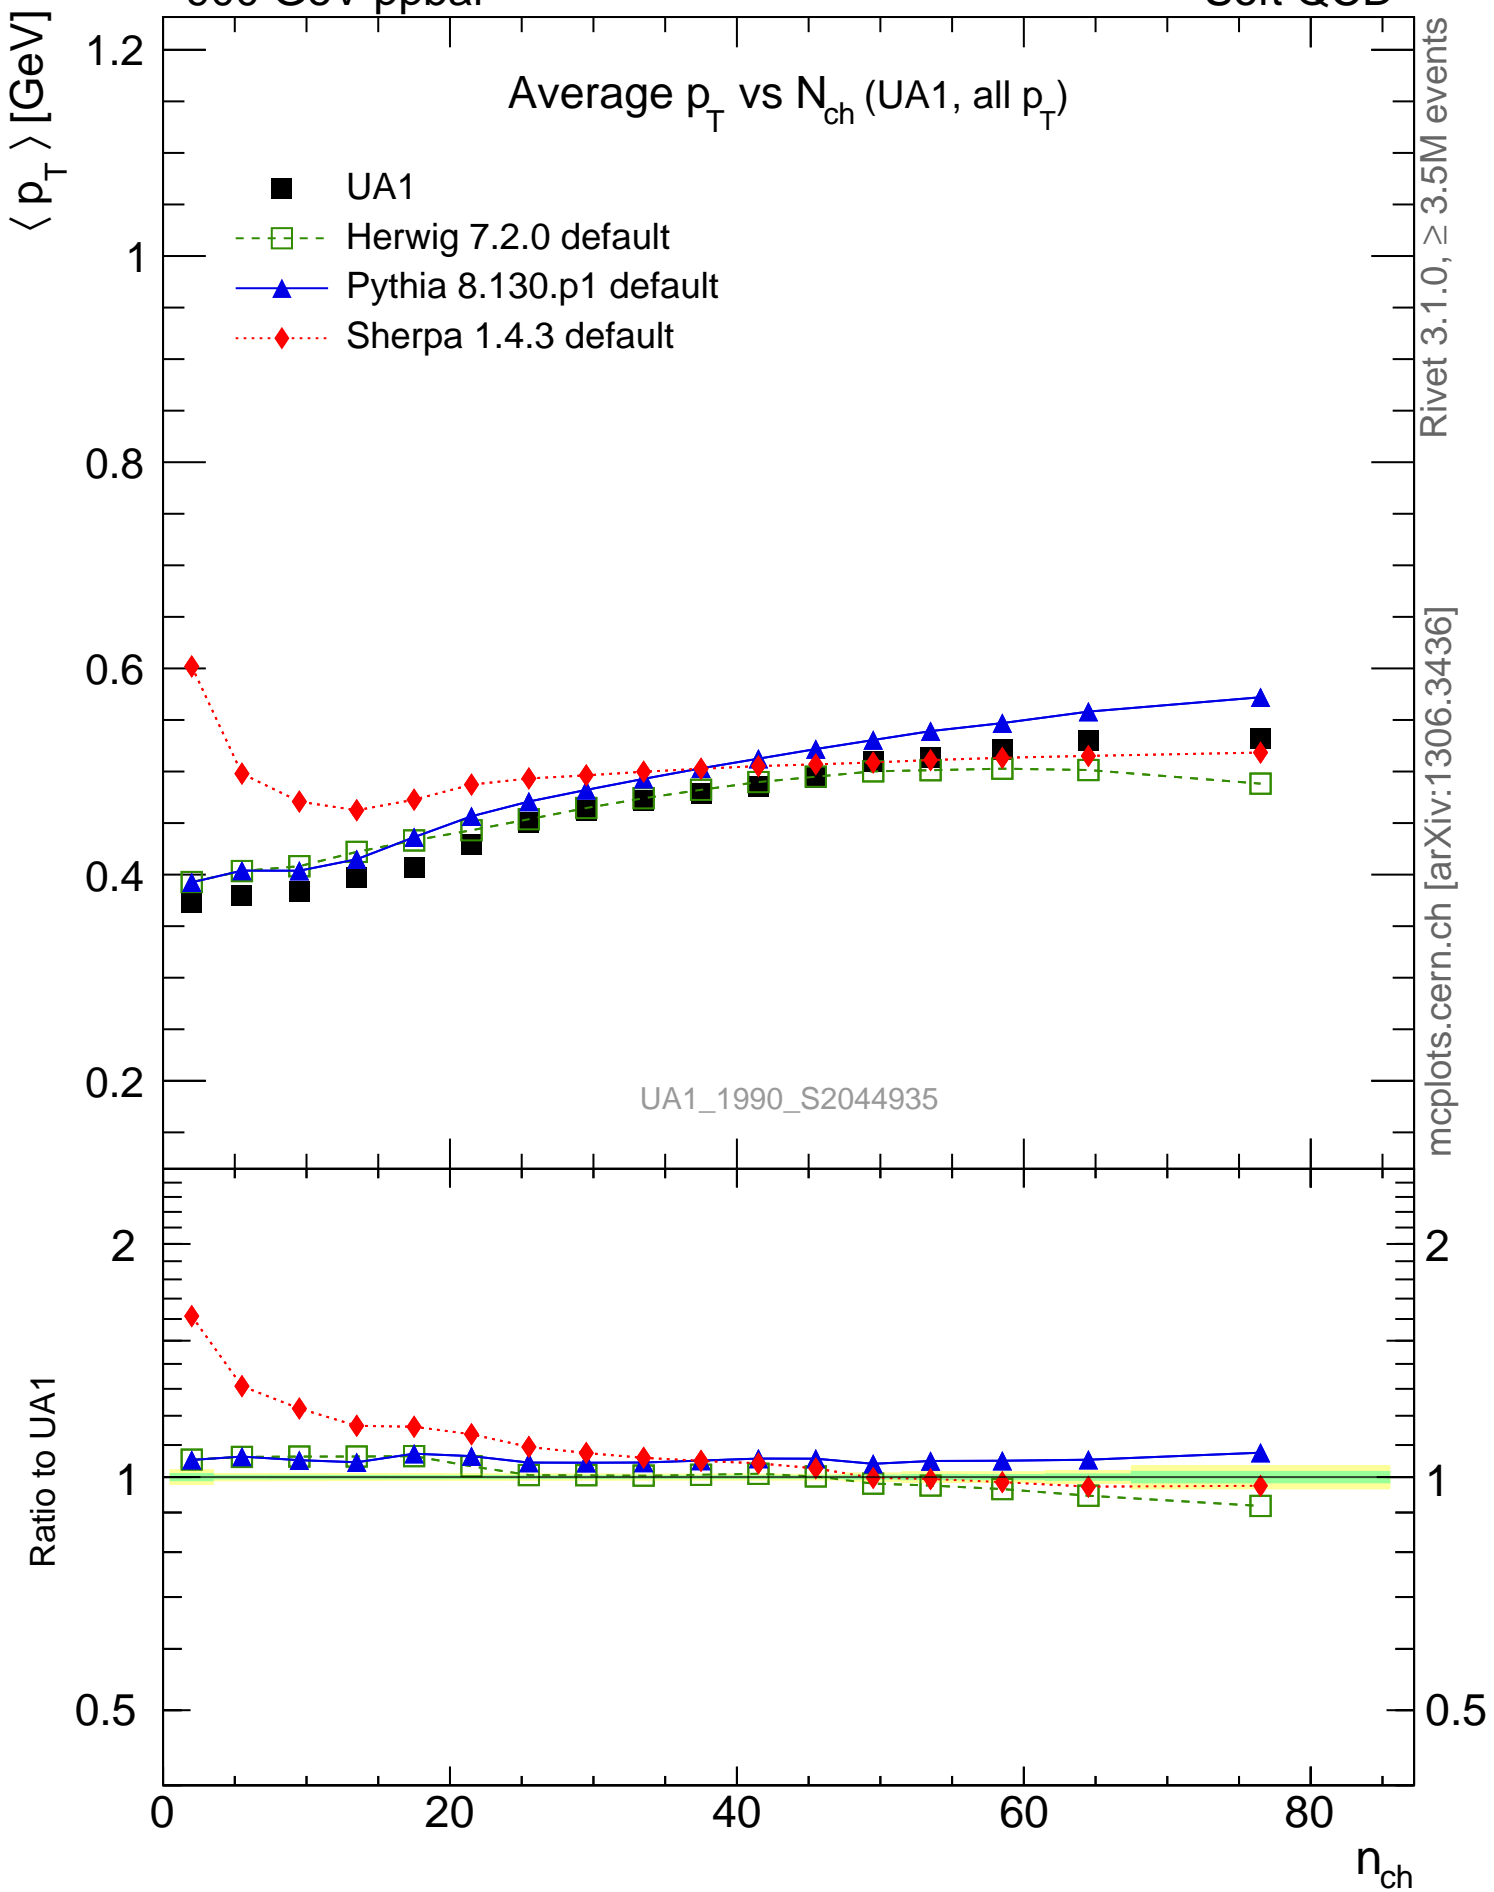 Average p_T vs N_ch (UA1, all p_T)
⟨ p_T ⟩ [GeV]
UA1
Herwig 7.2.0 default
Pythia 8.130.p1 default
Sherpa 1.4.3 default
1.2
1
0.8
0.6
0.4
0.2
UA1_1990_S2044935
Rivet 3.1.0, ≥ 3.5M events
mcplots.cern.ch [arXiv:1306.3436]
Ratio to UA1
2
1
0.5
2
1
0.5
0
20
40
60
80
n_ch